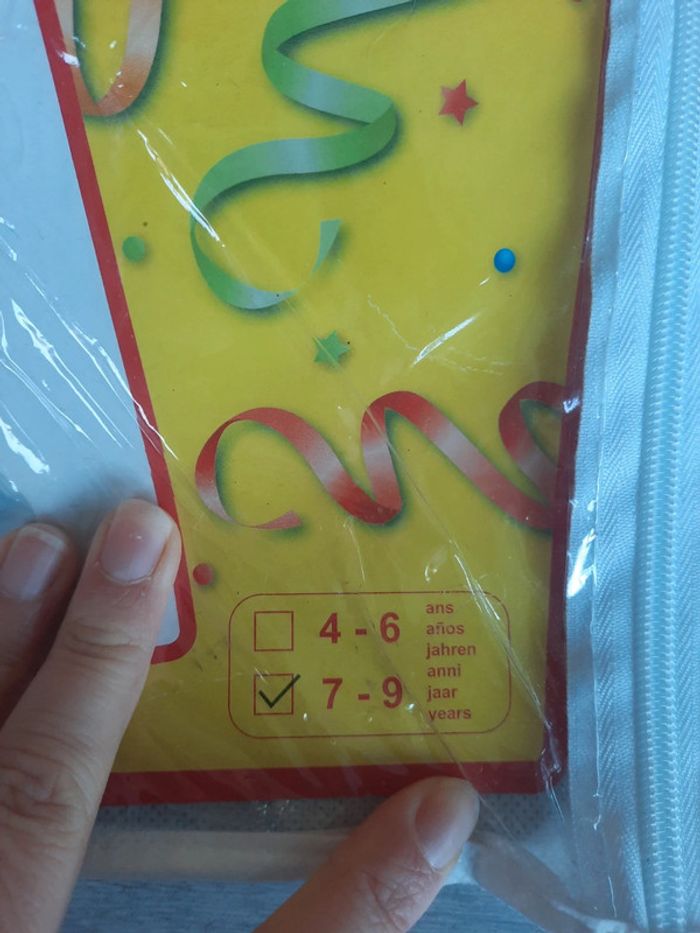 4 - 6
7 - 9
ans
años
jahren
anni
jaar
years